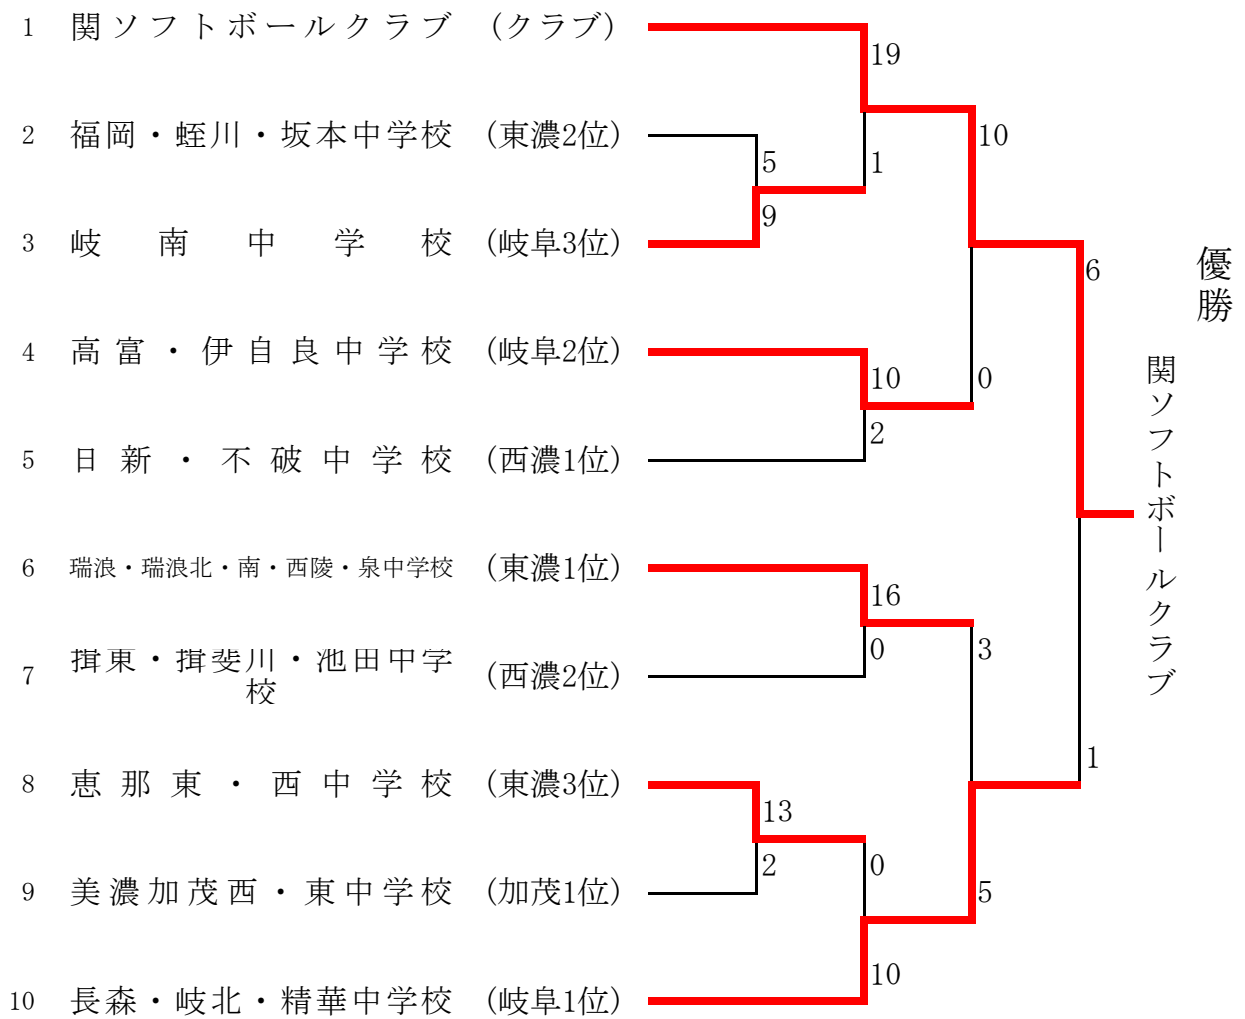 1 関ソフトボールクラブ (クラブ)
19
2 福岡・蛭川・坂本中学校 (東濃2位)
10
5
1
9
3 岐南中学校 (岐阜3位)
6
優勝
4 高富・伊自良中学校 (岐阜2位)
10
0
2
関ソフトボールクラブ
5 日新・不破中学校 (西濃1位)
6 瑞浪・瑞浪北・南・西陵・泉中学校 (東濃1位)
16
0
3
7 揖東・揖斐川・池田中学
校
(西濃2位)
1
8 恵那東・西中学校 (東濃3位)
13
2
0
9 美濃加茂西・東中学校 (加茂1位)
5
10
10 長森・岐北・精華中学校 (岐阜1位)